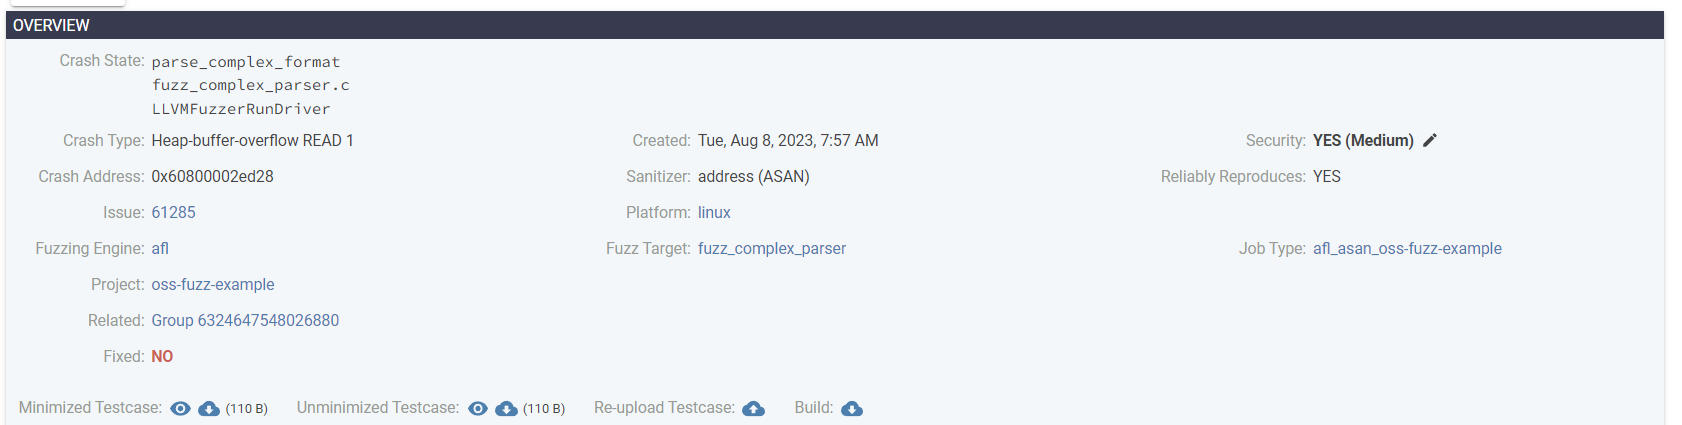 OVERVIEW
Crash State: parse_complex_format
fuzz_complex_parser.c
LLVMFuzzerRunDriver
Crash Type: Heap-buffer-overflow READ 1 Created: Tue, Aug 8, 2023, 7:57 AM Security: YES (Medium)
Crash Address: 0x60800002ed28 Sanitizer: address (ASAN) Reliably Reproduces: YES
Issue: 61285 Platform: linux
Fuzzing Engine: afl Fuzz Target: fuzz_complex_parser Job Type: afl_asan_oss-fuzz-example
Project: oss-fuzz-example
Related: Group 6324647548026880
Fixed: NO
Minimized Testcase: (110 B) Unminimized Testcase: (110 B) Re-upload Testcase: Build: